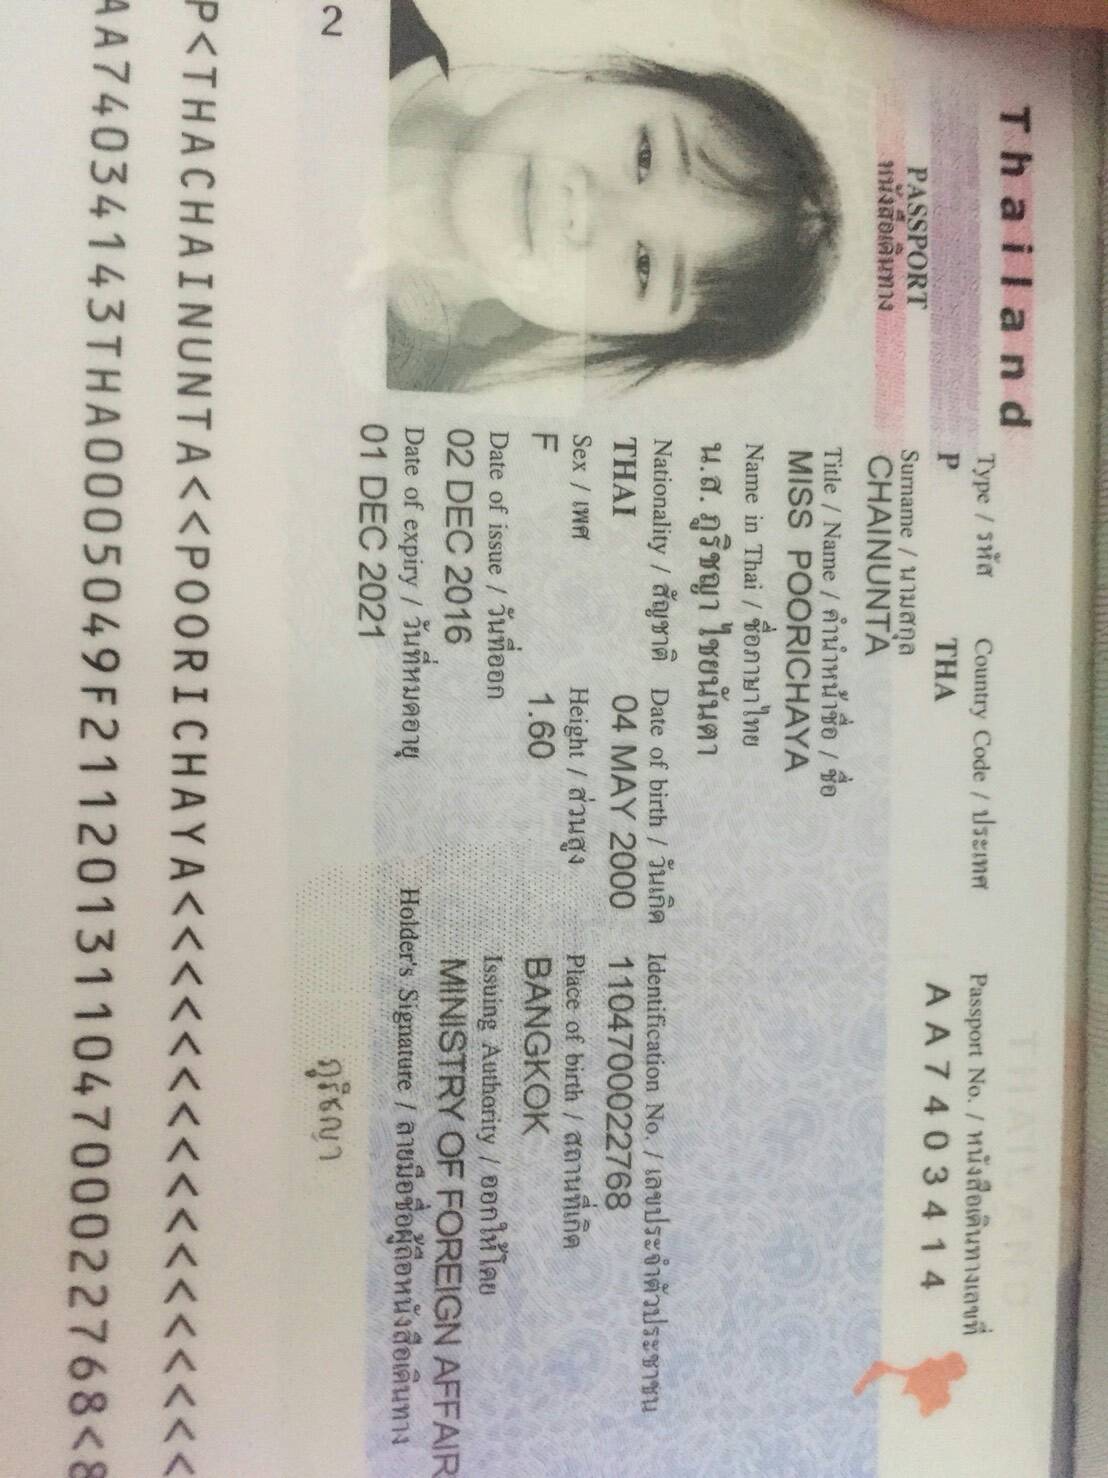 Thailand
PASSPORT
หนังสือเดินทาง
Type / รหัส Country Code / ประเทศ Passport No. / หนังสือเดินทางเลขที่
P THA AA7403414
Surname / นามสกุล
CHAINUNTA
Title / Name / คำนำหน้าชื่อ / ชื่อ
MISS POORICHAYA
Name in Thai / ชื่อภาษาไทย
น.ส. ภูริชญา ไชยนันตา
Nationality / สัญชาติ Date of birth / วันเกิด Identification No. / เลขประจำตัวประชาชน
THAI 04 MAY 2000 1104700022768
Sex / เพศ Height / ส่วนสูง Place of birth / สถานที่เกิด
F 1.60 BANGKOK
Date of issue / วันที่ออก Issuing Authority / ออกให้โดย
02 DEC 2016 MINISTRY OF FOREIGN AFFAIR
Date of expiry / วันที่หมดอายุ Holder's Signature / ลายมือชื่อผู้ถือหนังสือเดินทาง
01 DEC 2021
ภูริชญา
2
P<THACHAINUNTA<<POORICHAYA<<<<<<<<<<<<<<<
AA74034143THA0005049F21120131104700022768<8